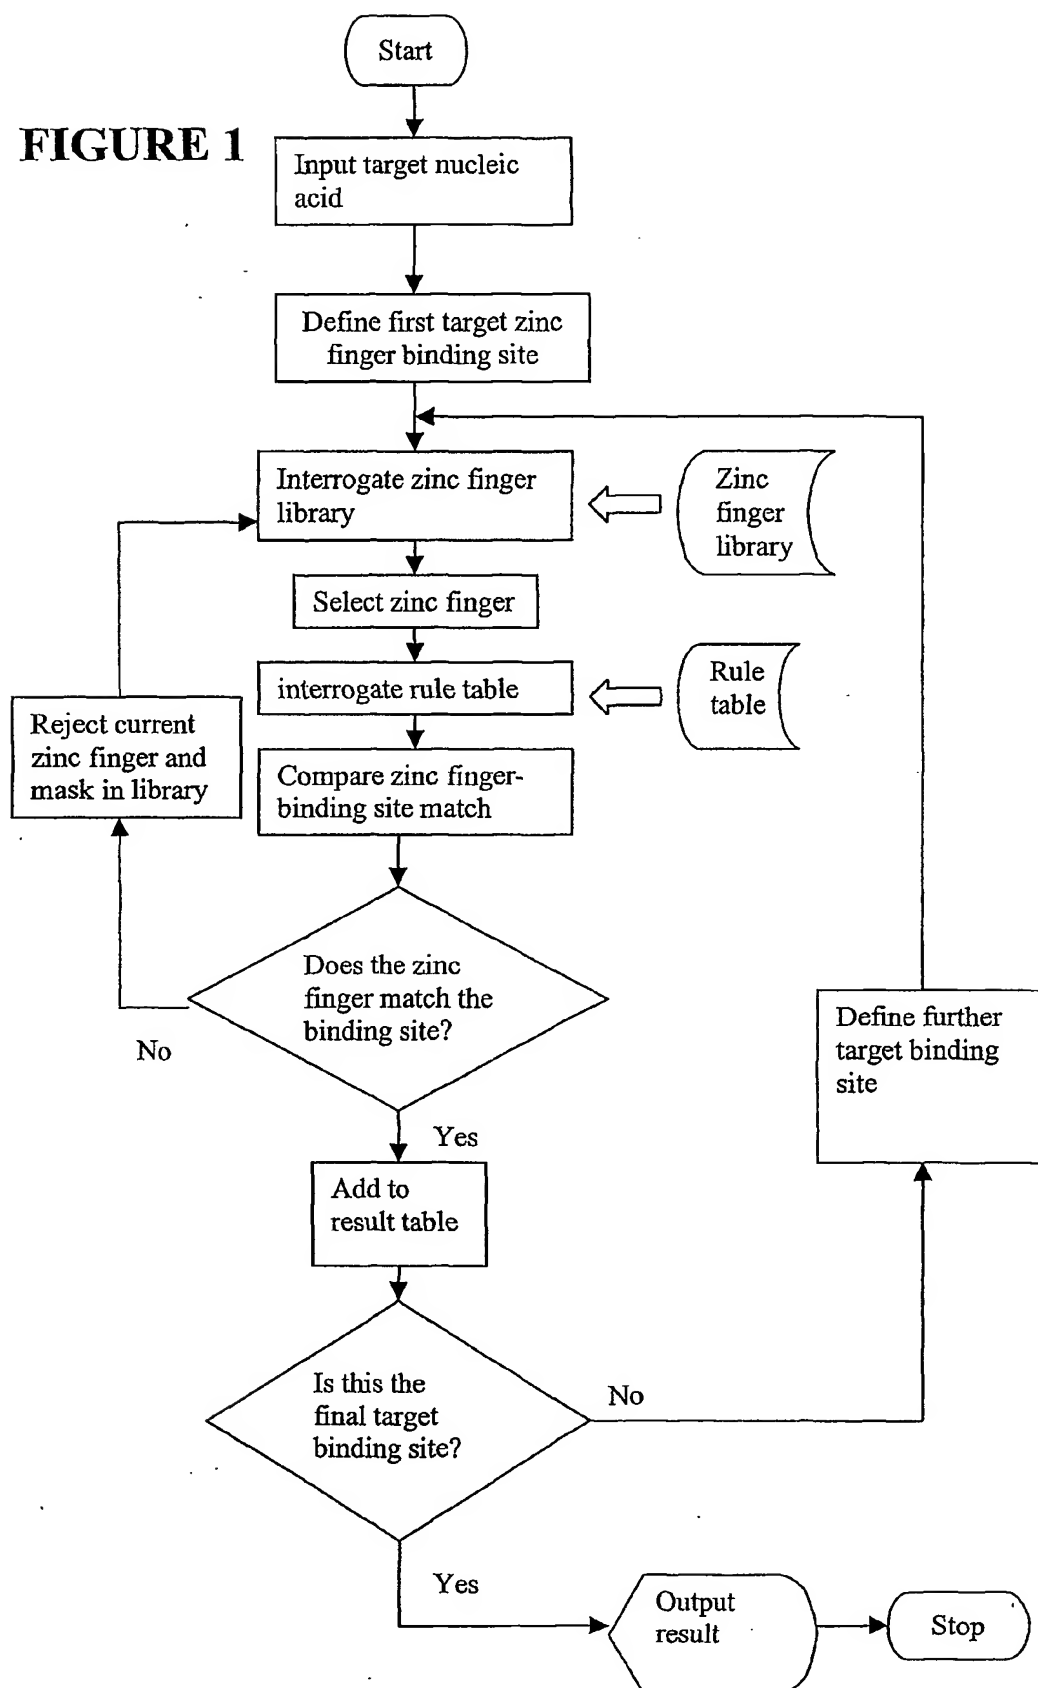 Start
FIGURE 1
Input target nucleic
acid
Define first target zinc
finger binding site
Interrogate zinc finger
library
Zinc
finger
library
Select zinc finger
interrogate rule table
Rule
table
Reject current
zinc finger and
mask in library
Compare zinc finger-
binding site match
Does the zinc
finger match the
binding site?
No
Define further
target binding
site
Yes
Add to
result table
Is this the
final target
binding site?
No
Yes
Output
result
Stop